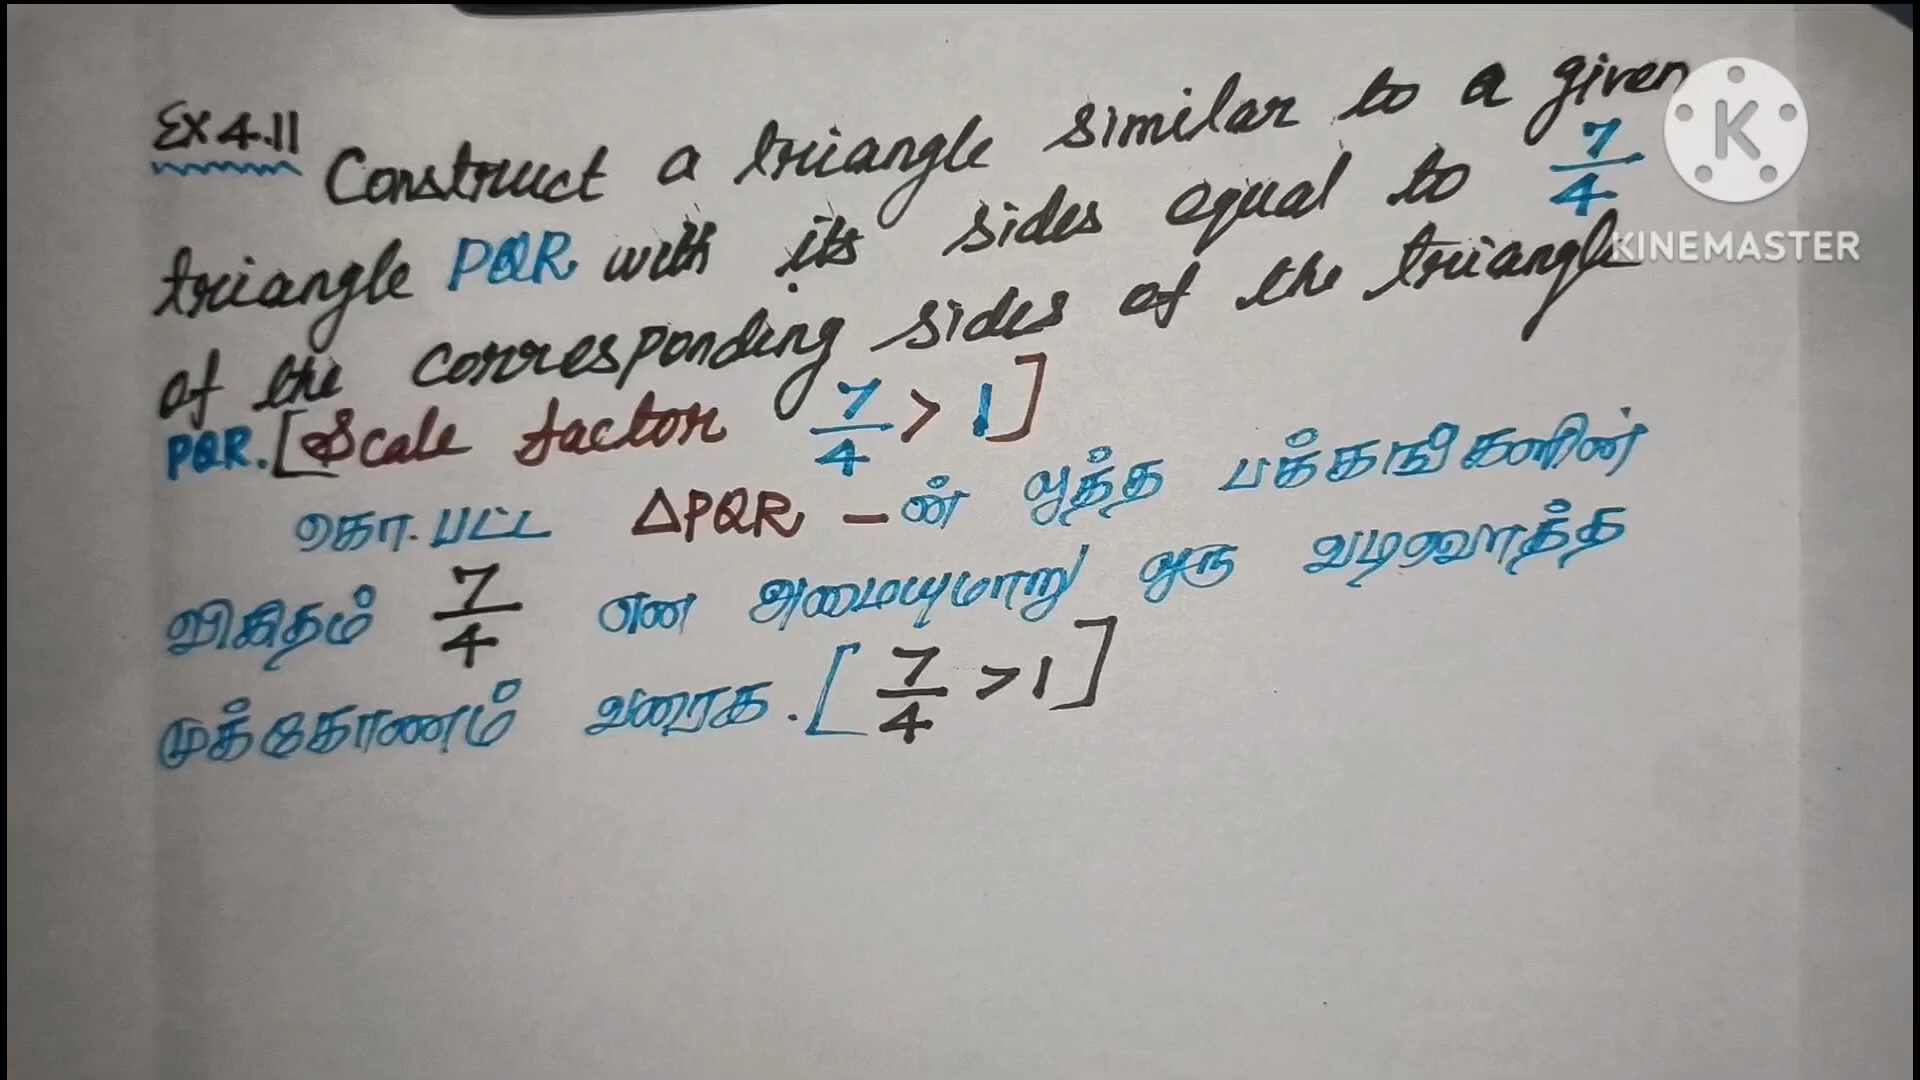 Ex 4.11
Construct a triangle similar to a given
triangle PQR with its sides equal to 7/4
of the corresponding sides of the triangle
PQR. [Scale factor 7/4 > 1]
கொ.பட்ட ΔPQR – ன் ஒத்த பக்கங்களின்
விகிதம் 7/4 என அமையுமாறு ஒரு வடிவொத்த
முக்கோணம் வரைக. [7/4 > 1]
K
KINEMASTER